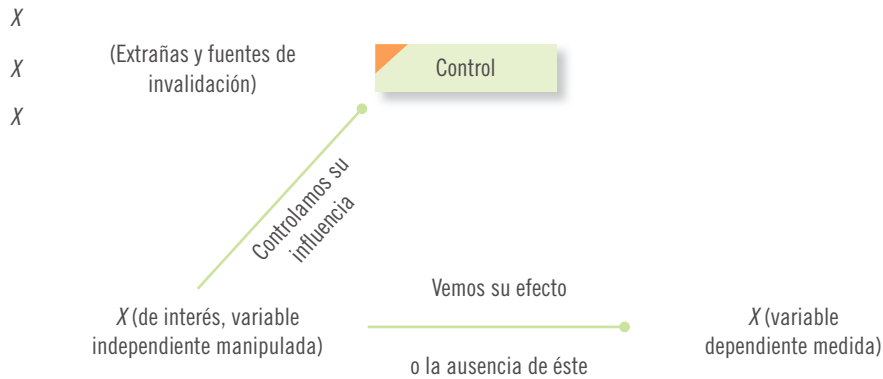 X
X
X
(Extrañas y fuentes de
invalidación)
Control
Controlamos su
influencia
X (de interés, variable
independiente manipulada)
Vemos su efecto
o la ausencia de éste
X (variable
dependiente medida)